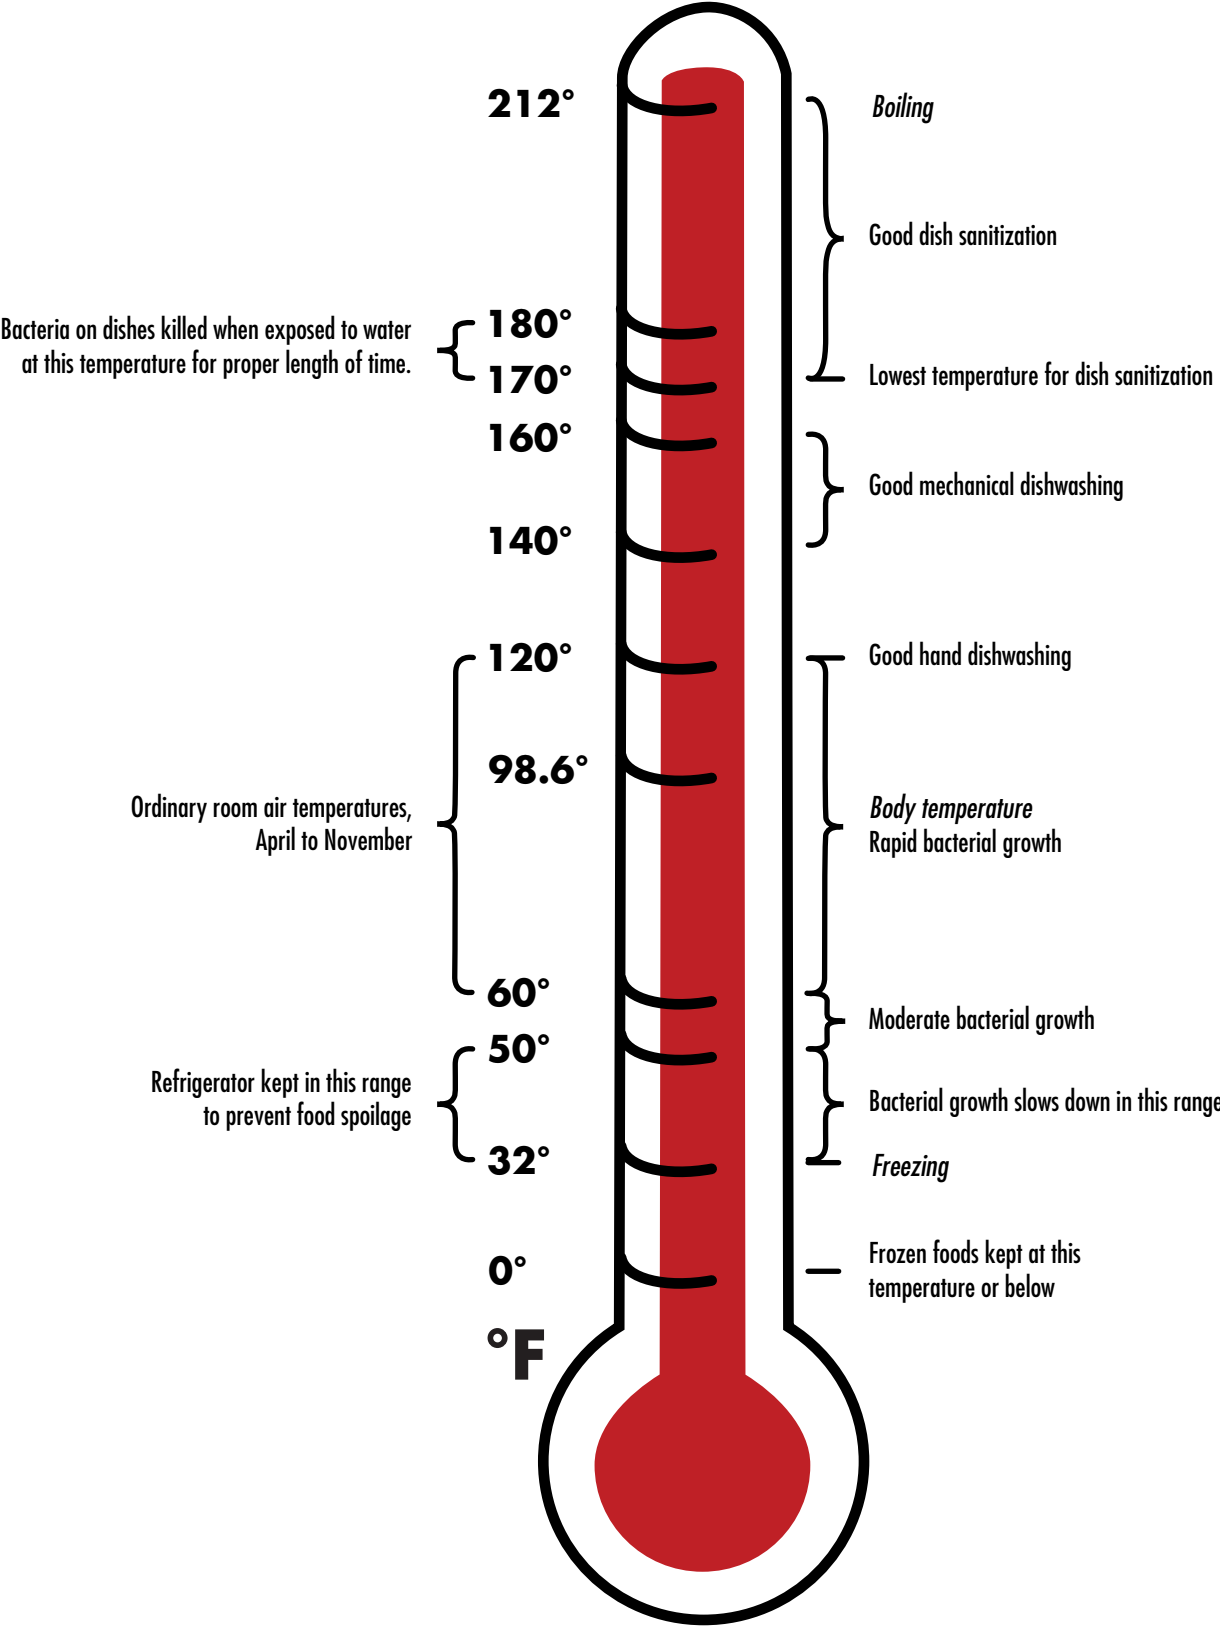 212°
Boiling
Good dish sanitization
Bacteria on dishes killed when exposed to water
at this temperature for proper length of time.
180°
170°
Lowest temperature for dish sanitization
160°
Good mechanical dishwashing
140°
120°
Good hand dishwashing
98.6°
Ordinary room air temperatures,
April to November
Body temperature
Rapid bacterial growth
60°
Moderate bacterial growth
50°
Refrigerator kept in this range
to prevent food spoilage
Bacterial growth slows down in this range
32°
Freezing
0°
Frozen foods kept at this
temperature or below
°F